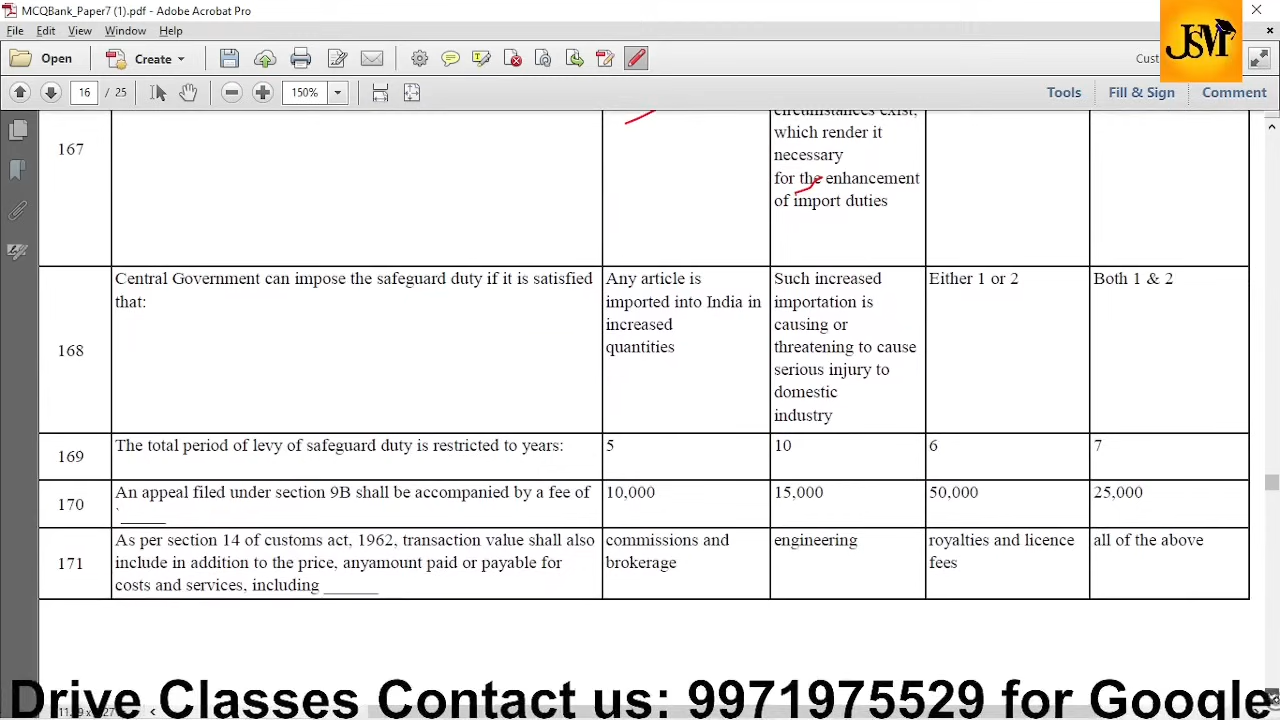 MCQBank_Paper7 (1).pdf - Adobe Acrobat Pro
File Edit View Window Help
JSM
Open Create Cust
16 / 25 150% Tools Fill & Sign Comment
167
circumstances exist,
which render it
necessary
for the enhancement
of import duties
168
Central Government can impose the safeguard duty if it is satisfied
that:
Any article is
imported into India in
increased
quantities
Such increased
importation is
causing or
threatening to cause
serious injury to
domestic
industry
Either 1 or 2
Both 1 & 2
169
The total period of levy of safeguard duty is restricted to years:
5
10
6
7
170
An appeal filed under section 9B shall be accompanied by a fee of
` _____
10,000
15,000
50,000
25,000
171
As per section 14 of customs act, 1962, transaction value shall also
include in addition to the price, anyamount paid or payable for
costs and services, including ______
commissions and
brokerage
engineering
royalties and licence
fees
all of the above
Drive Classes Contact us: 9971975529 for Google